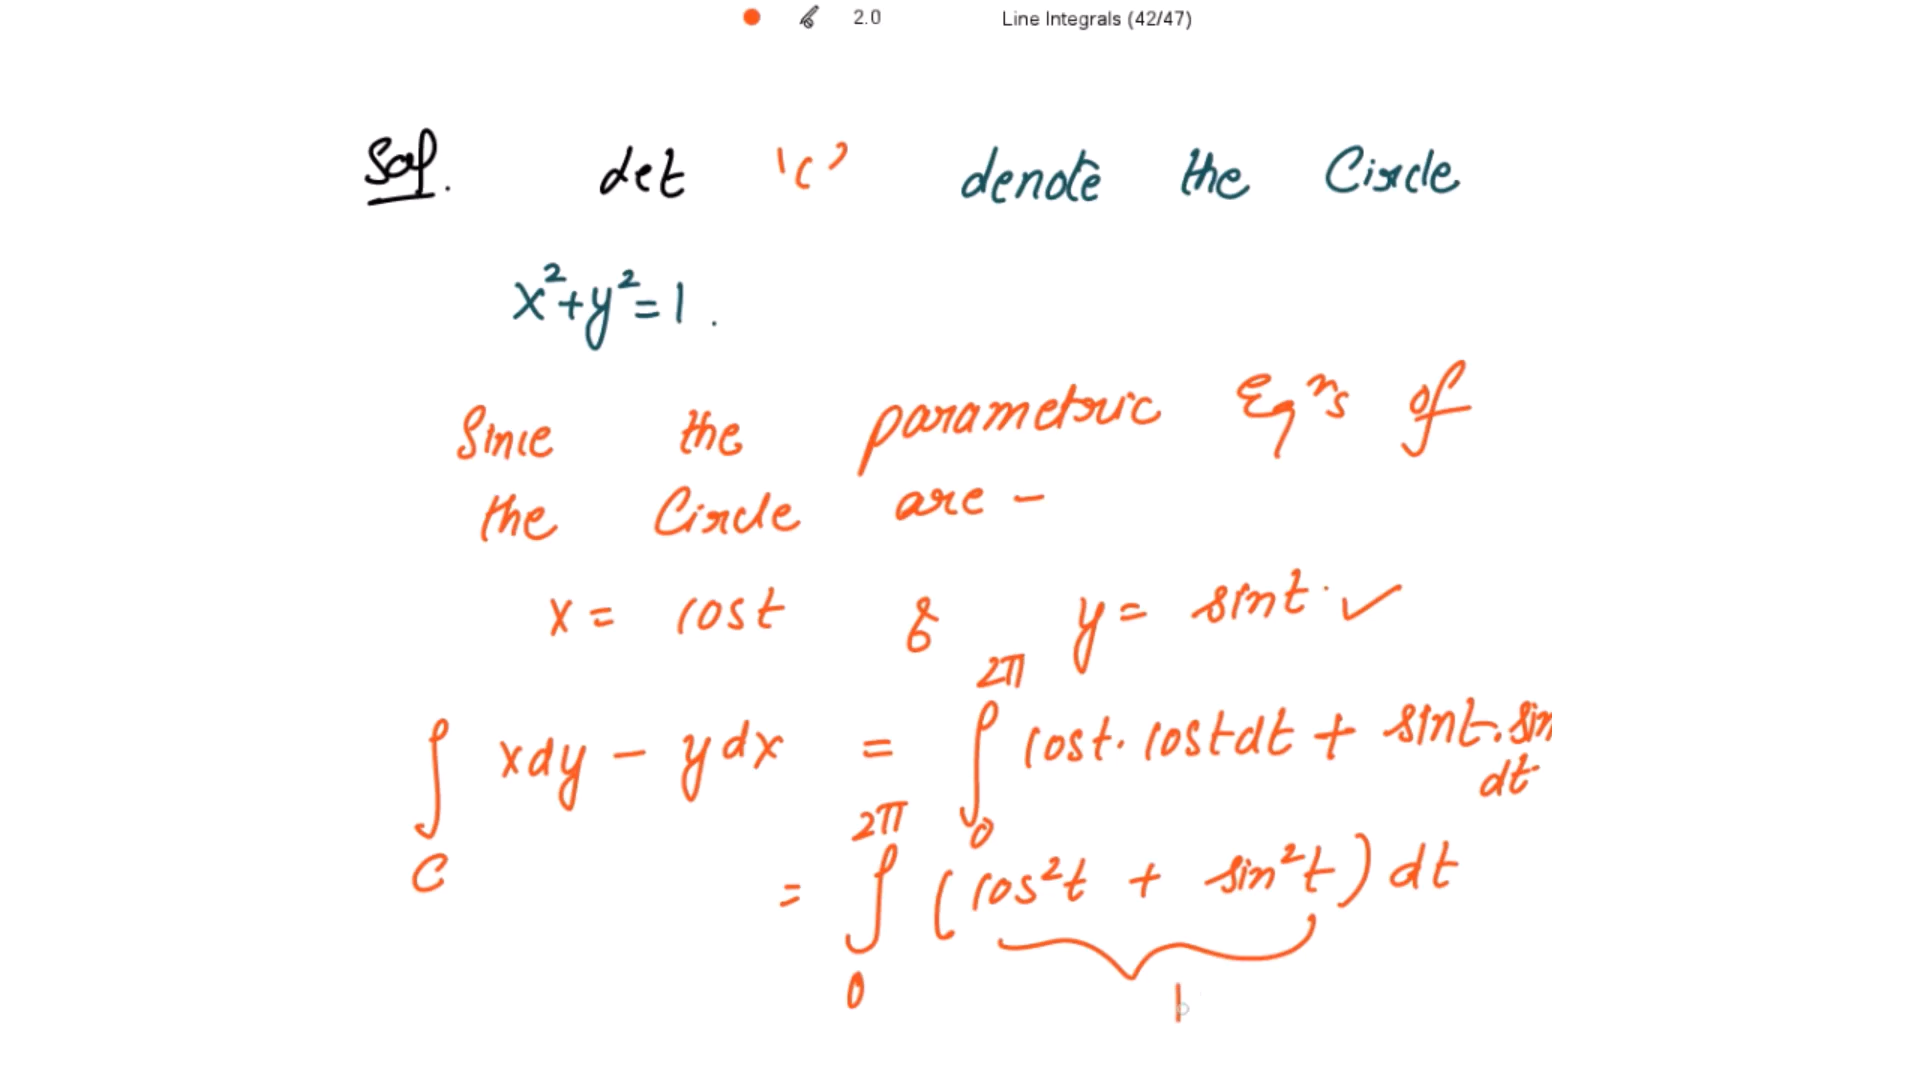 2.0 Line Integrals (42/47)
Sol. Let 'C' denote the Circle
x²+y²=1.
Since the parametric Eqⁿs of
the Circle are -
x = cost & y = sint. ✓
∫_C xdy - ydx = ∫_0^{2π} cost. costdt + sint. sin dt
= ∫_0^{2π} (cos²t + sin²t) dt
1